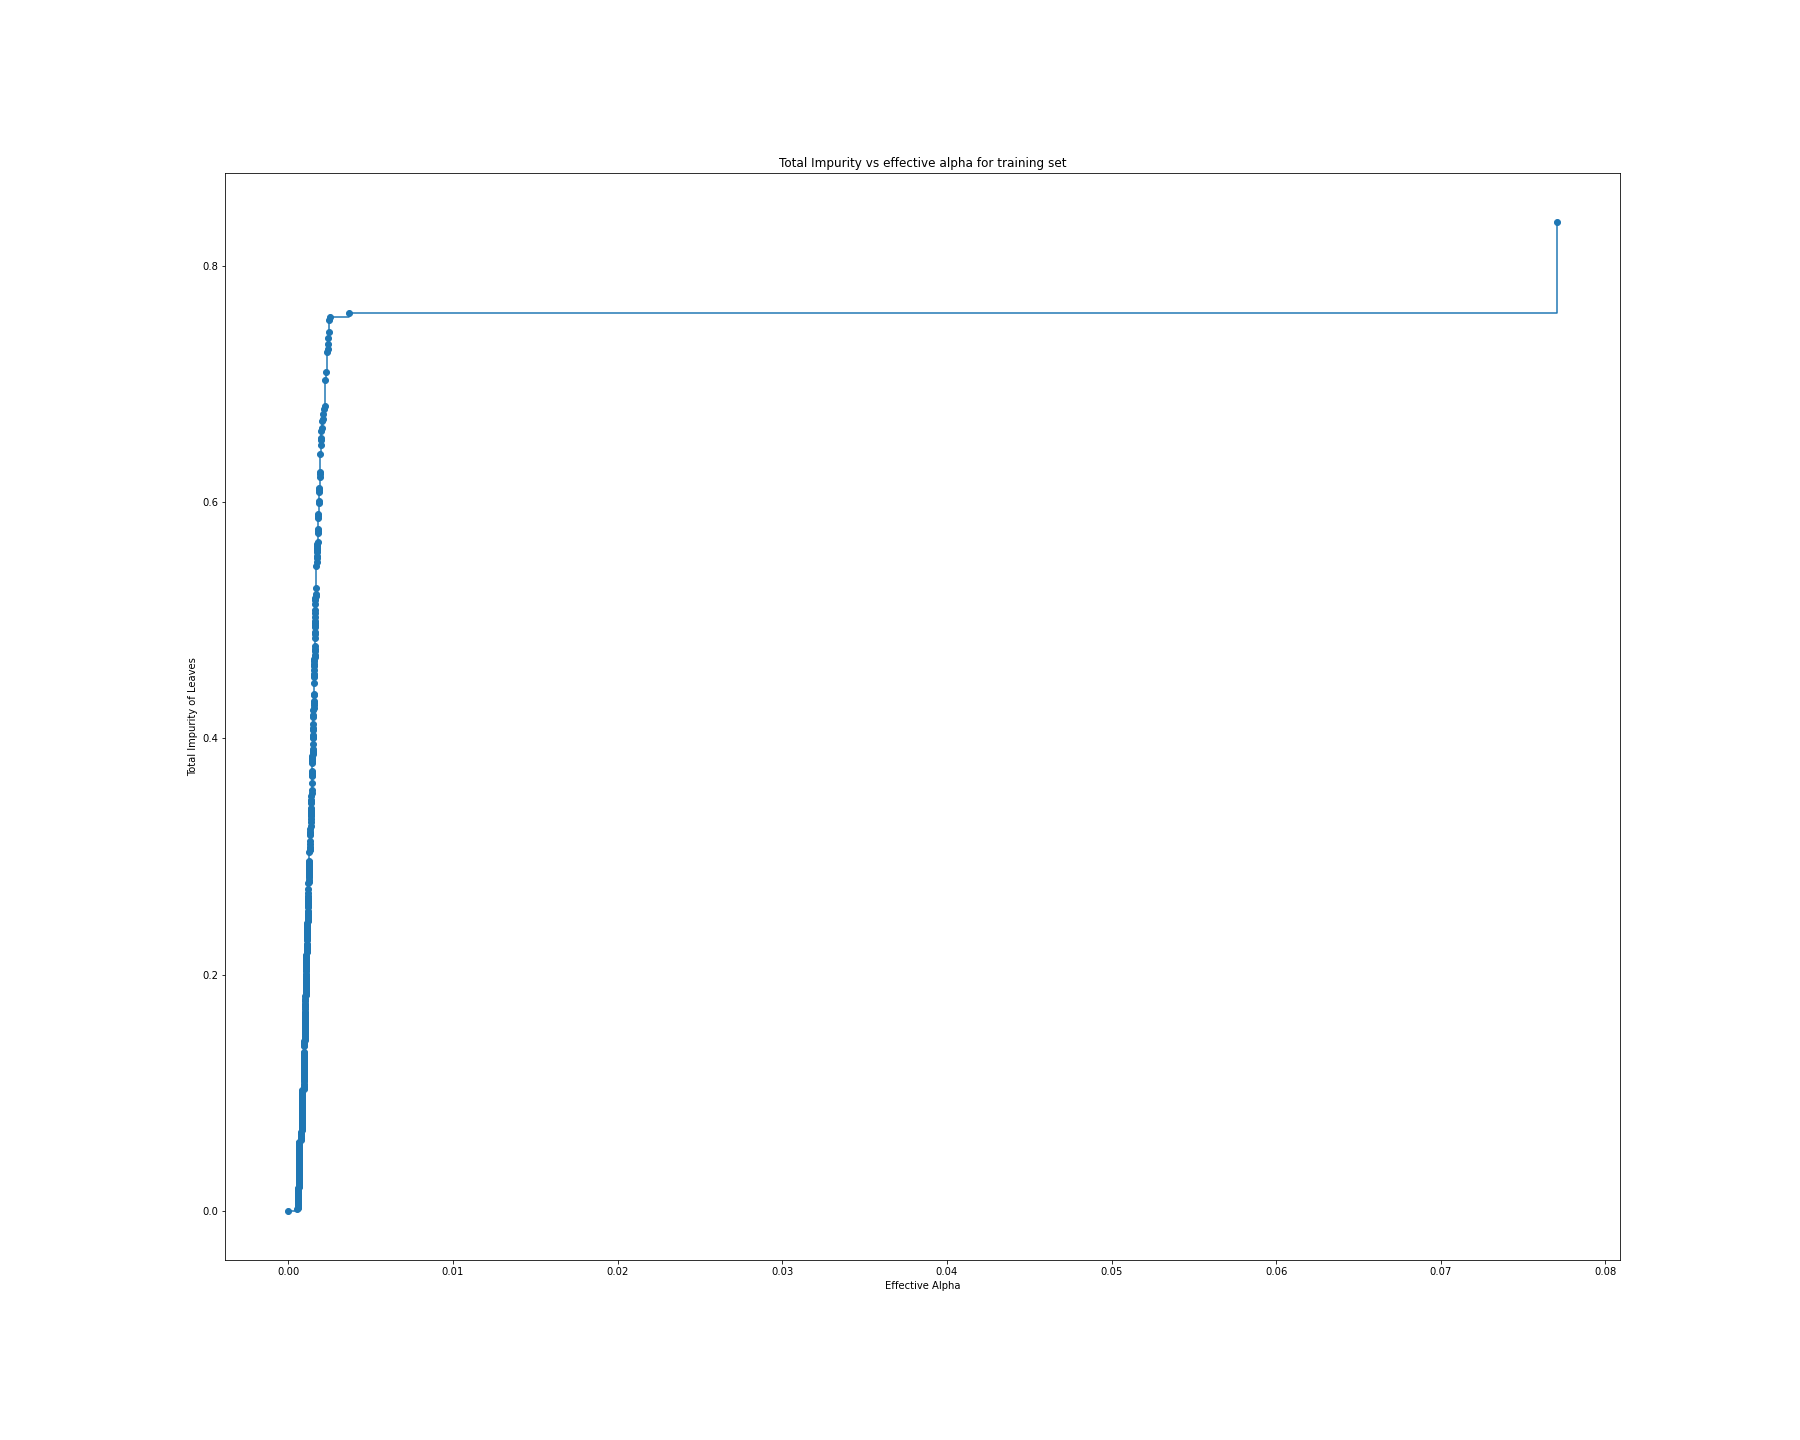 Total Impurity vs effective alpha for training set
Total Impurity of Leaves
0.8
0.6
0.4
0.2
0.0
0.00 0.01 0.02 0.03 0.04 0.05 0.06 0.07 0.08
Effective Alpha